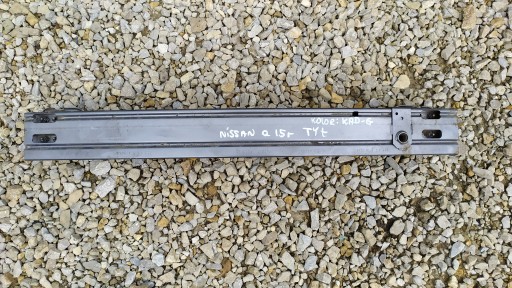 KOLOR: KAD-G
NISSAN Q 15r TYŁ